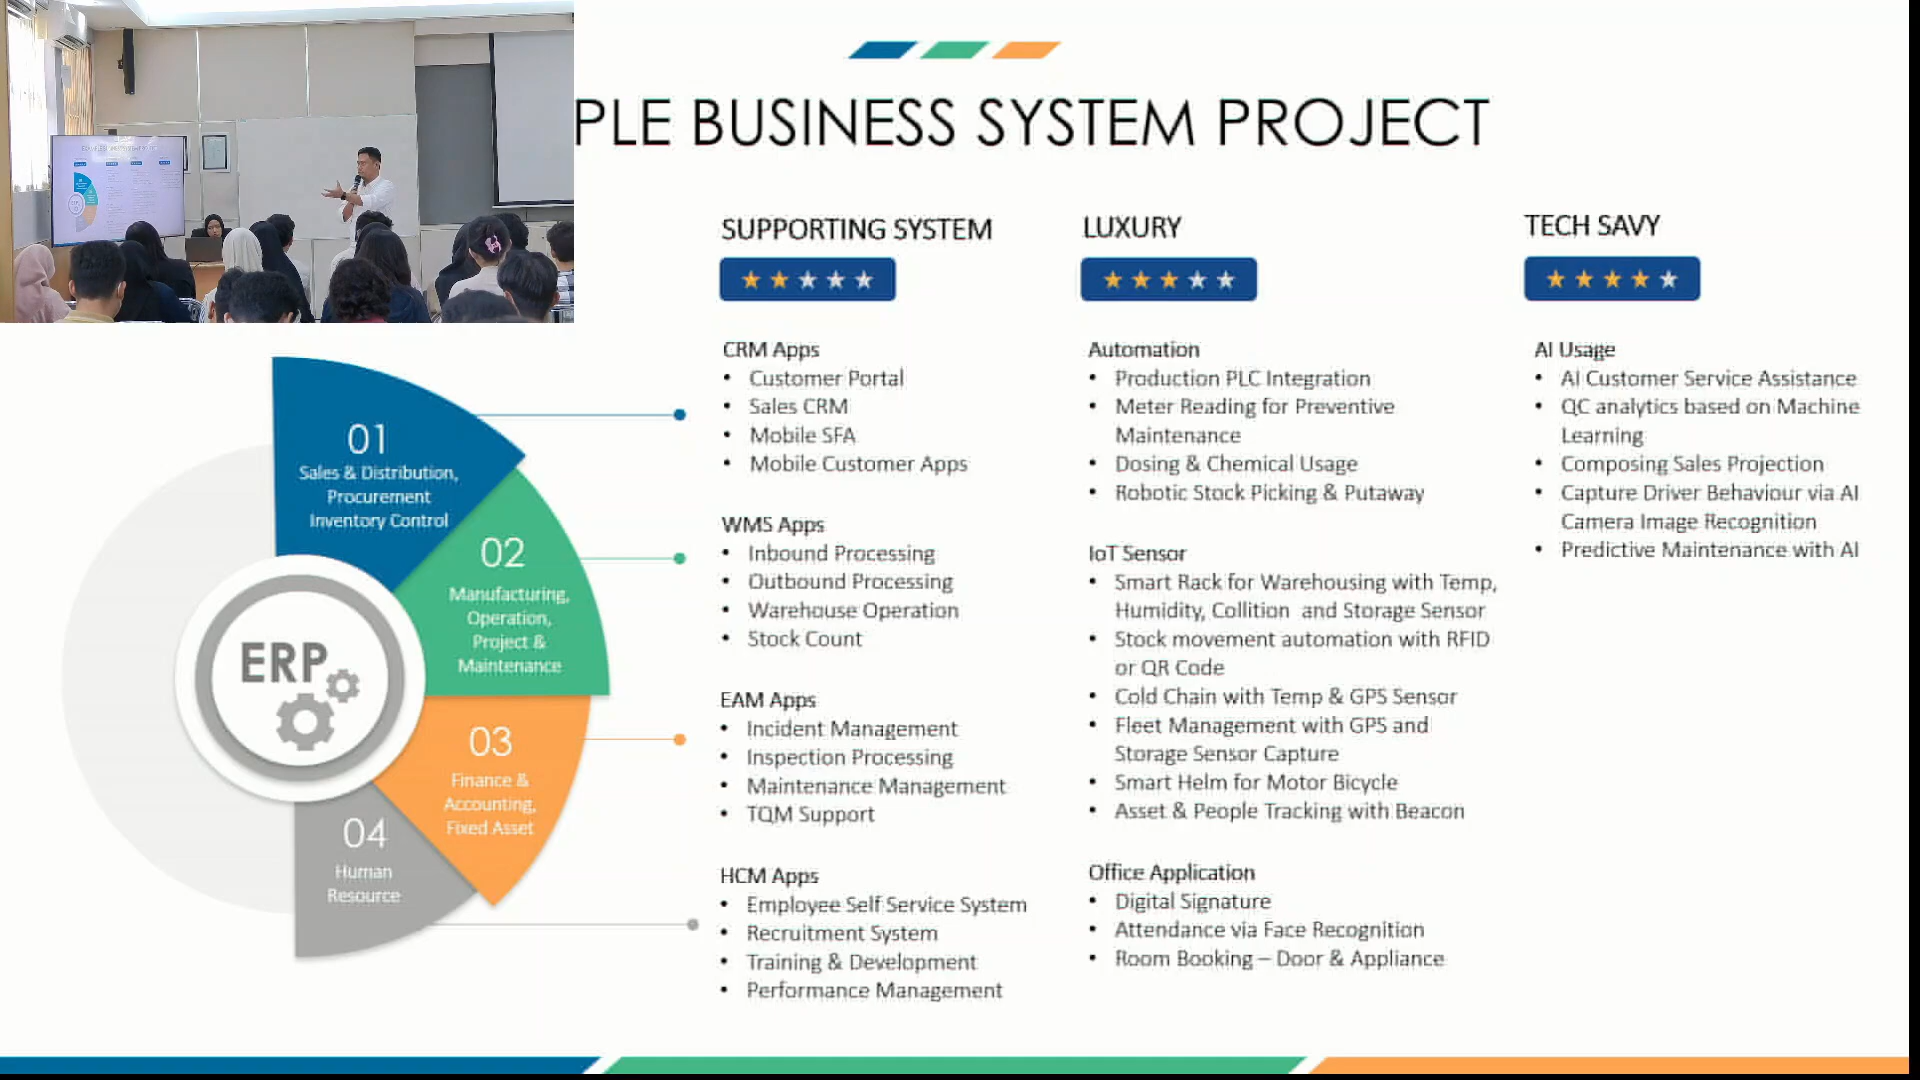 PLE BUSINESS SYSTEM PROJECT
01
Sales & Distribution,
Procurement
Inventory Control
02
Manufacturing,
Operation,
Project &
Maintenance
03
Finance &
Accounting,
Fixed Asset
04
Human
Resource
ERP
SUPPORTING SYSTEM
CRM Apps
• Customer Portal
• Sales CRM
• Mobile SFA
• Mobile Customer Apps
WMS Apps
• Inbound Processing
• Outbound Processing
• Warehouse Operation
• Stock Count
EAM Apps
• Incident Management
• Inspection Processing
• Maintenance Management
• TQM Support
HCM Apps
• Employee Self Service System
• Recruitment System
• Training & Development
• Performance Management
LUXURY
Automation
• Production PLC Integration
• Meter Reading for Preventive
Maintenance
• Dosing & Chemical Usage
• Robotic Stock Picking & Putaway
IoT Sensor
• Smart Rack for Warehousing with Temp,
Humidity, Collition and Storage Sensor
• Stock movement automation with RFID
or QR Code
• Cold Chain with Temp & GPS Sensor
• Fleet Management with GPS and
Storage Sensor Capture
• Smart Helm for Motor Bicycle
• Asset & People Tracking with Beacon
Office Application
• Digital Signature
• Attendance via Face Recognition
• Room Booking – Door & Appliance
TECH SAVY
AI Usage
• AI Customer Service Assistance
• QC analytics based on Machine
Learning
• Composing Sales Projection
• Capture Driver Behaviour via AI
Camera Image Recognition
• Predictive Maintenance with AI